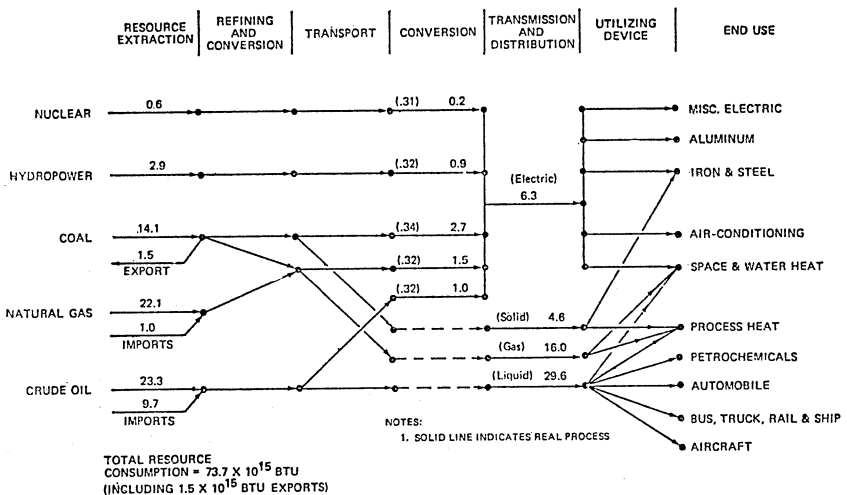 RESOURCE EXTRACTION
REFINING AND CONVERSION
TRANSPORT
CONVERSION
TRANSMISSION AND DISTRIBUTION
UTILIZING DEVICE
END USE
NUCLEAR
0.6
(.31) 0.2
MISC. ELECTRIC
ALUMINUM
HYDROPOWER
2.9
(.32) 0.9
(Electric)
6.3
IRON & STEEL
COAL
14.1
1.5
EXPORT
(.34) 2.7
AIR-CONDITIONING
(.32) 1.5
SPACE & WATER HEAT
(.32) 1.0
NATURAL GAS
22.1
1.0
IMPORTS
(Solid) 4.6
PROCESS HEAT
(Gas) 16.0
PETROCHEMICALS
CRUDE OIL
23.3
9.7
IMPORTS
(Liquid) 29.6
AUTOMOBILE
BUS, TRUCK, RAIL & SHIP
AIRCRAFT
NOTES:
1. SOLID LINE INDICATES REAL PROCESS
TOTAL RESOURCE
CONSUMPTION = 73.7 X 10^15 BTU
(INCLUDING 1.5 X 10^15 BTU EXPORTS)